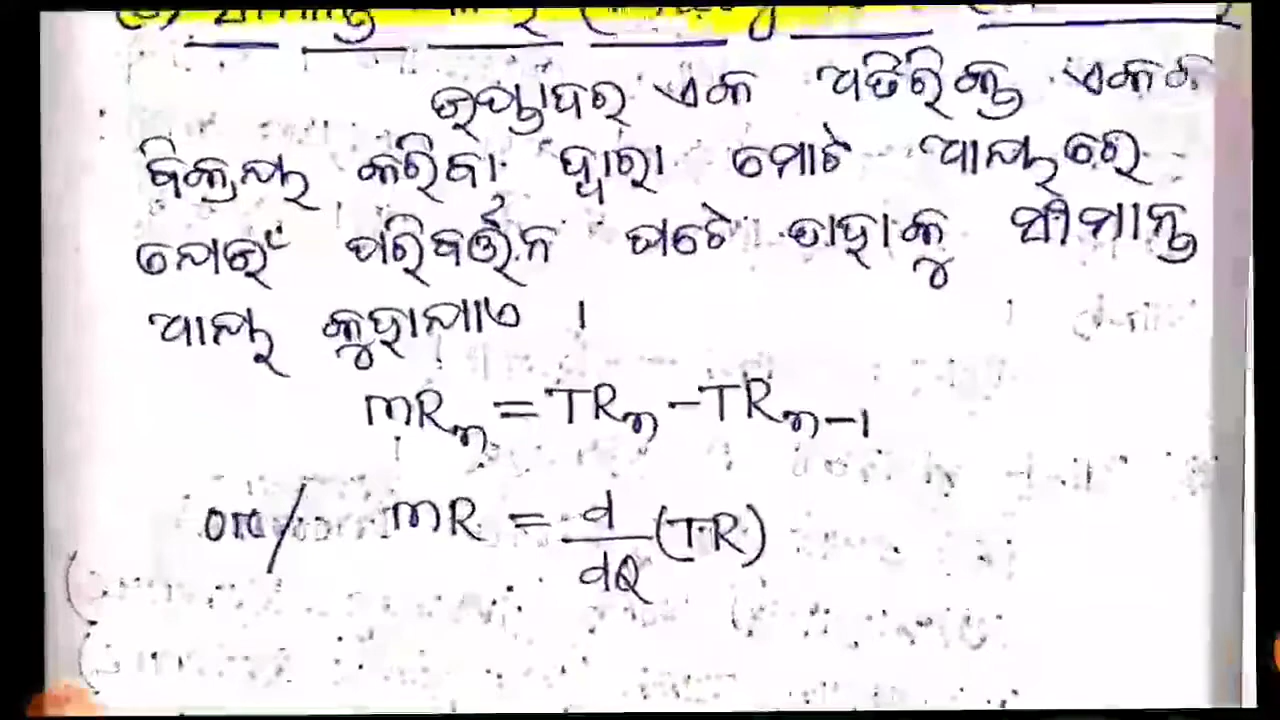 ଉତ୍ପାଦର ଏକ ଅତିରିକ୍ତ ଏକକ
ବିକ୍ରୟ କରିବା ଦ୍ୱାରା ମୋଟ ଆୟରେ
ଯେଉଁ ପରିବର୍ତ୍ତନ ଘଟେ ତାହାକୁ ସୀମାନ୍ତ
ଆୟ କୁହାଯାଏ ।
MRn = TRn - TRn-1
or/ MR = d/dQ (TR)